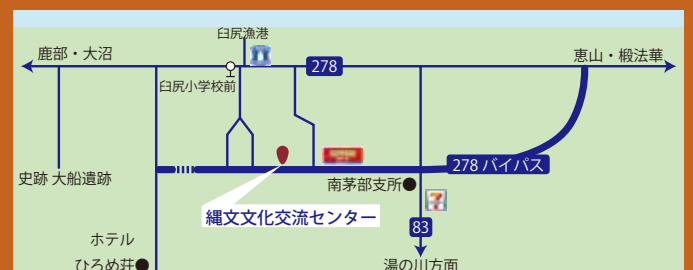 臼尻漁港
鹿部・大沼
恵山・椴法華
278
臼尻小学校前
278 バイパス
史跡 大船遺跡
南茅部支所
縄文文化交流センター
83
ホテル
ひろめ荘
湯の川方面